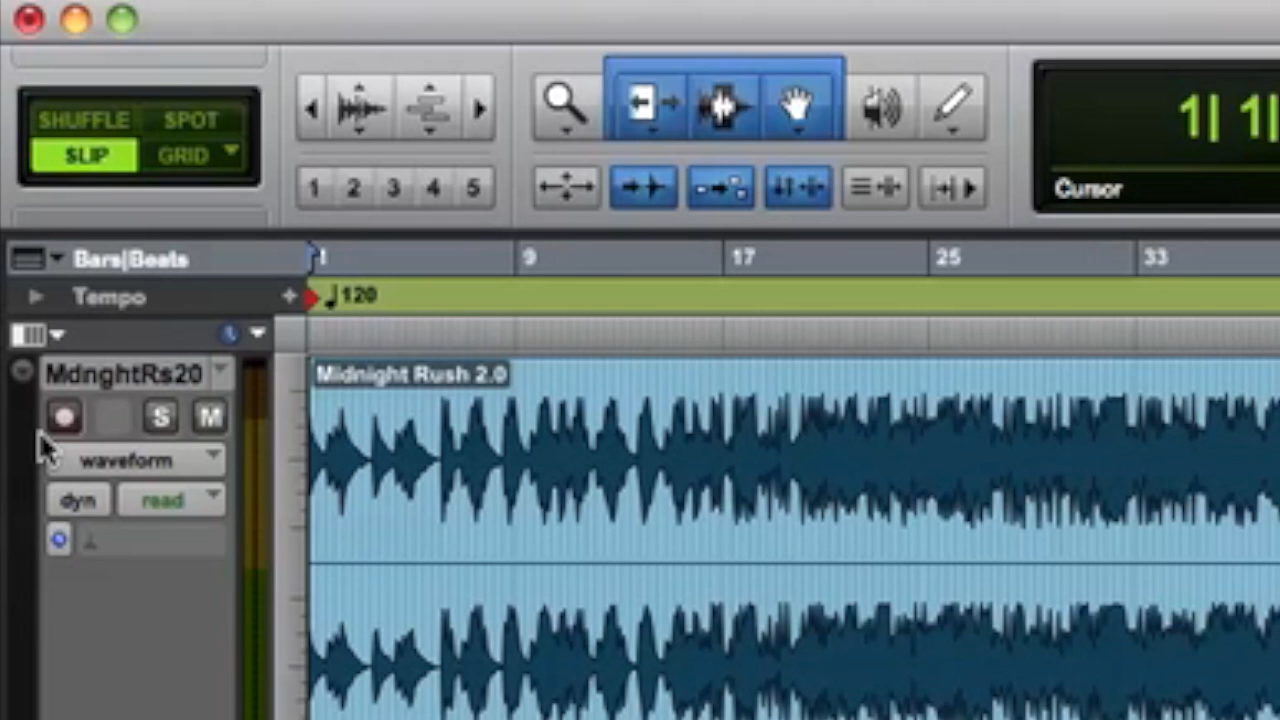 SHUFFLE SPOT
SLIP GRID
1 2 3 4 5
1| 1|
Cursor
Bars|Beats 1 9 17 25 33
Tempo 120
MdnghtRs20
Midnight Rush 2.0
S M
waveform
dyn read